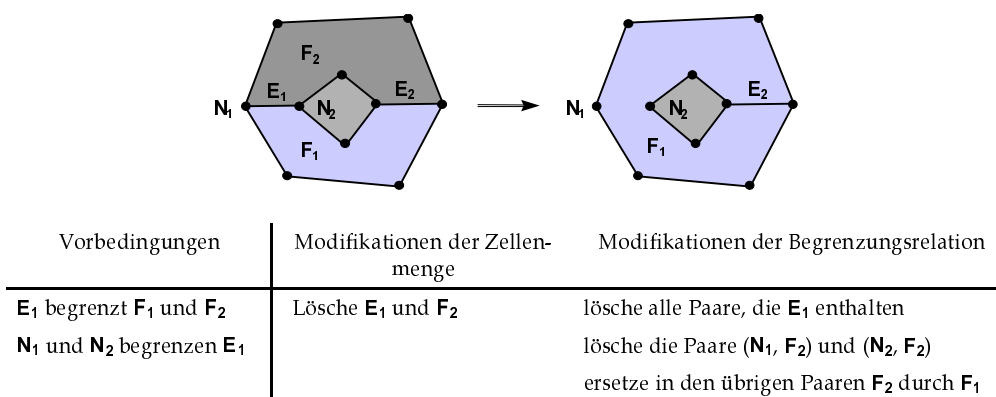 F₂
E₁ E₂ E₂
N₁ N₂ N₁ N₂
F₁ F₁
Vorbedingungen
Modifikationen der Zellen-
menge
Modifikationen der Begrenzungsrelation
E₁ begrenzt F₁ und F₂
Lösche E₁ und F₂
lösche alle Paare, die E₁ enthalten
N₁ und N₂ begrenzen E₁
lösche die Paare (N₁, F₂) und (N₂, F₂)
ersetze in den übrigen Paaren F₂ durch F₁